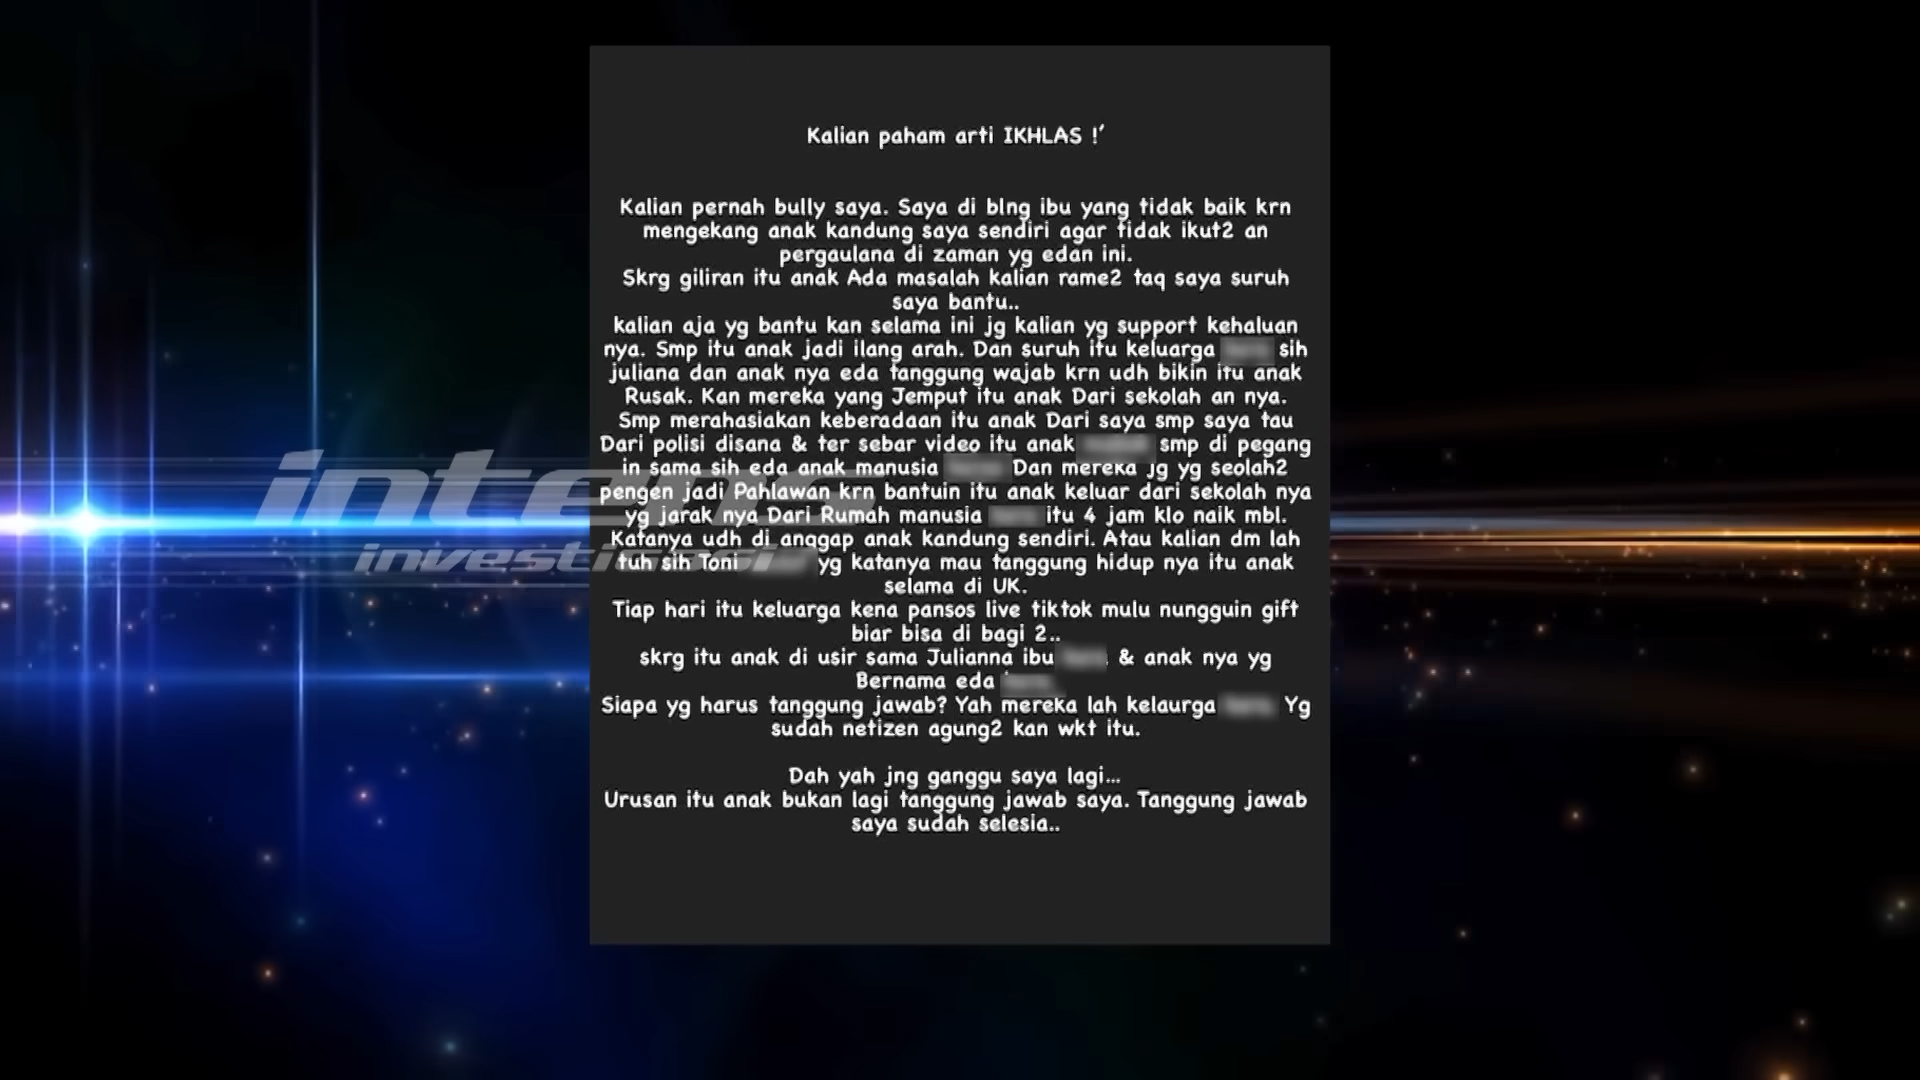 Kalian paham arti IKHLAS !'
Kalian pernah bully saya. Saya di blng ibu yang tidak baik krn
mengekang anak kandung saya sendiri agar tidak ikut2 an
pergaulana di zaman yg edan ini.
Skrg giliran itu anak Ada masalah kalian rame2 taq saya suruh
saya bantu..
kalian aja yg bantu kan selama ini jg kalian yg support kehaluan
nya. Smp itu anak jadi ilang arah. Dan suruh itu keluarga sih
juliana dan anak nya eda tanggung wajab krn udh bikin itu anak
Rusak. Kan mereka yang Jemput itu anak Dari sekolah an nya.
Smp merahasiakan keberadaan itu anak Dari saya smp saya tau
Dari polisi disana & ter sebar video itu anak smp di pegang
in sama sih eda anak manusia Dan mereka jg yg seolah2
pengen jadi Pahlawan krn bantuin itu anak keluar dari sekolah nya
yg jarak nya Dari Rumah manusia itu 4 jam klo naik mbl.
Katanya udh di anggap anak kandung sendiri. Atau kalian dm lah
tuh sih Toni yg katanya mau tanggung hidup nya itu anak
selama di UK.
Tiap hari itu keluarga kena pansos live tiktok mulu nungguin gift
biar bisa di bagi 2..
skrg itu anak di usir sama Julianna ibu & anak nya yg
Bernama eda
Siapa yg harus tanggung jawab? Yah mereka lah kelaurga Yg
sudah netizen agung2 kan wkt itu.
Dah yah jng ganggu saya lagi...
Urusan itu anak bukan lagi tanggung jawab saya. Tanggung jawab
saya sudah selesia..
intens
investigasi